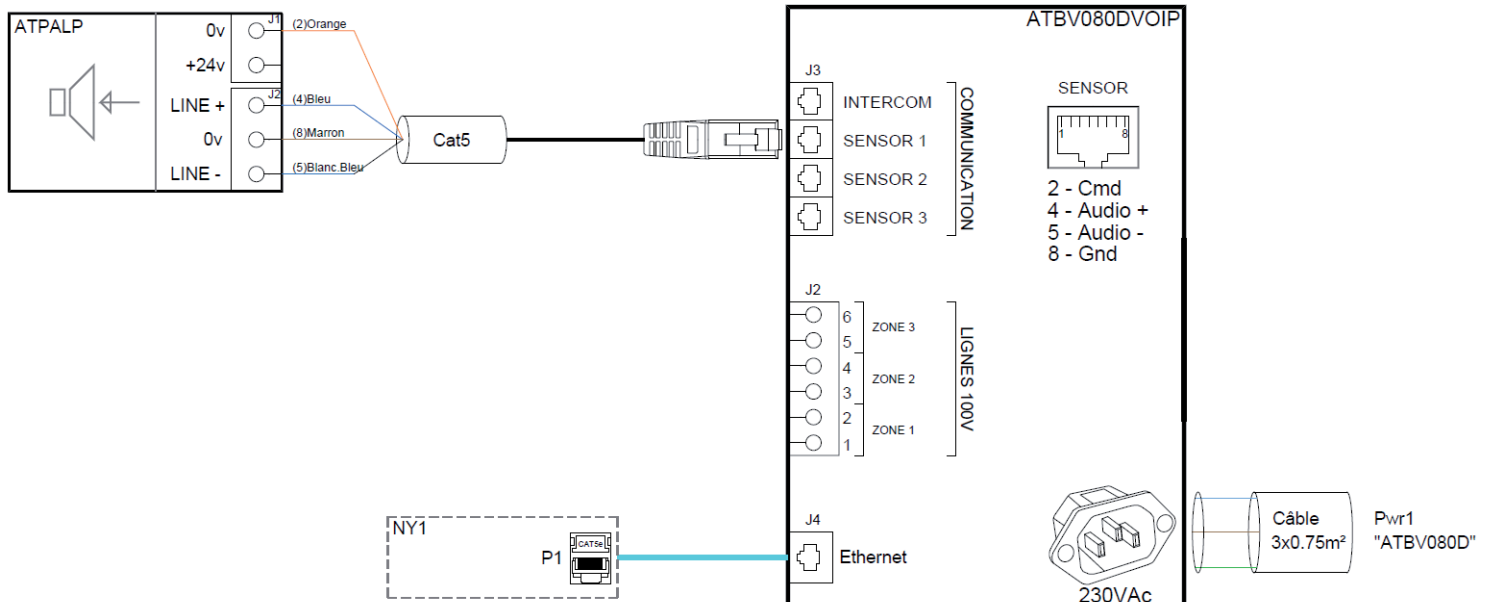 ATPALP
0v
J1
(2)Orange
+24v
LINE +
J2
(4)Bleu
0v
(8)Marron
LINE -
(5)Blanc.Bleu
Cat5
ATBV080DVOIP
J3
INTERCOM
SENSOR 1
SENSOR 2
SENSOR 3
COMMUNICATION
SENSOR
1 8
2 - Cmd
4 - Audio +
5 - Audio -
8 - Gnd
J2
6
5
ZONE 3
4
3
ZONE 2
2
1
ZONE 1
LIGNES 100V
NY1
P1
CAT5e
J4
Ethernet
230VAc
Câble
3x0.75m²
Pwr1
"ATBV080D"